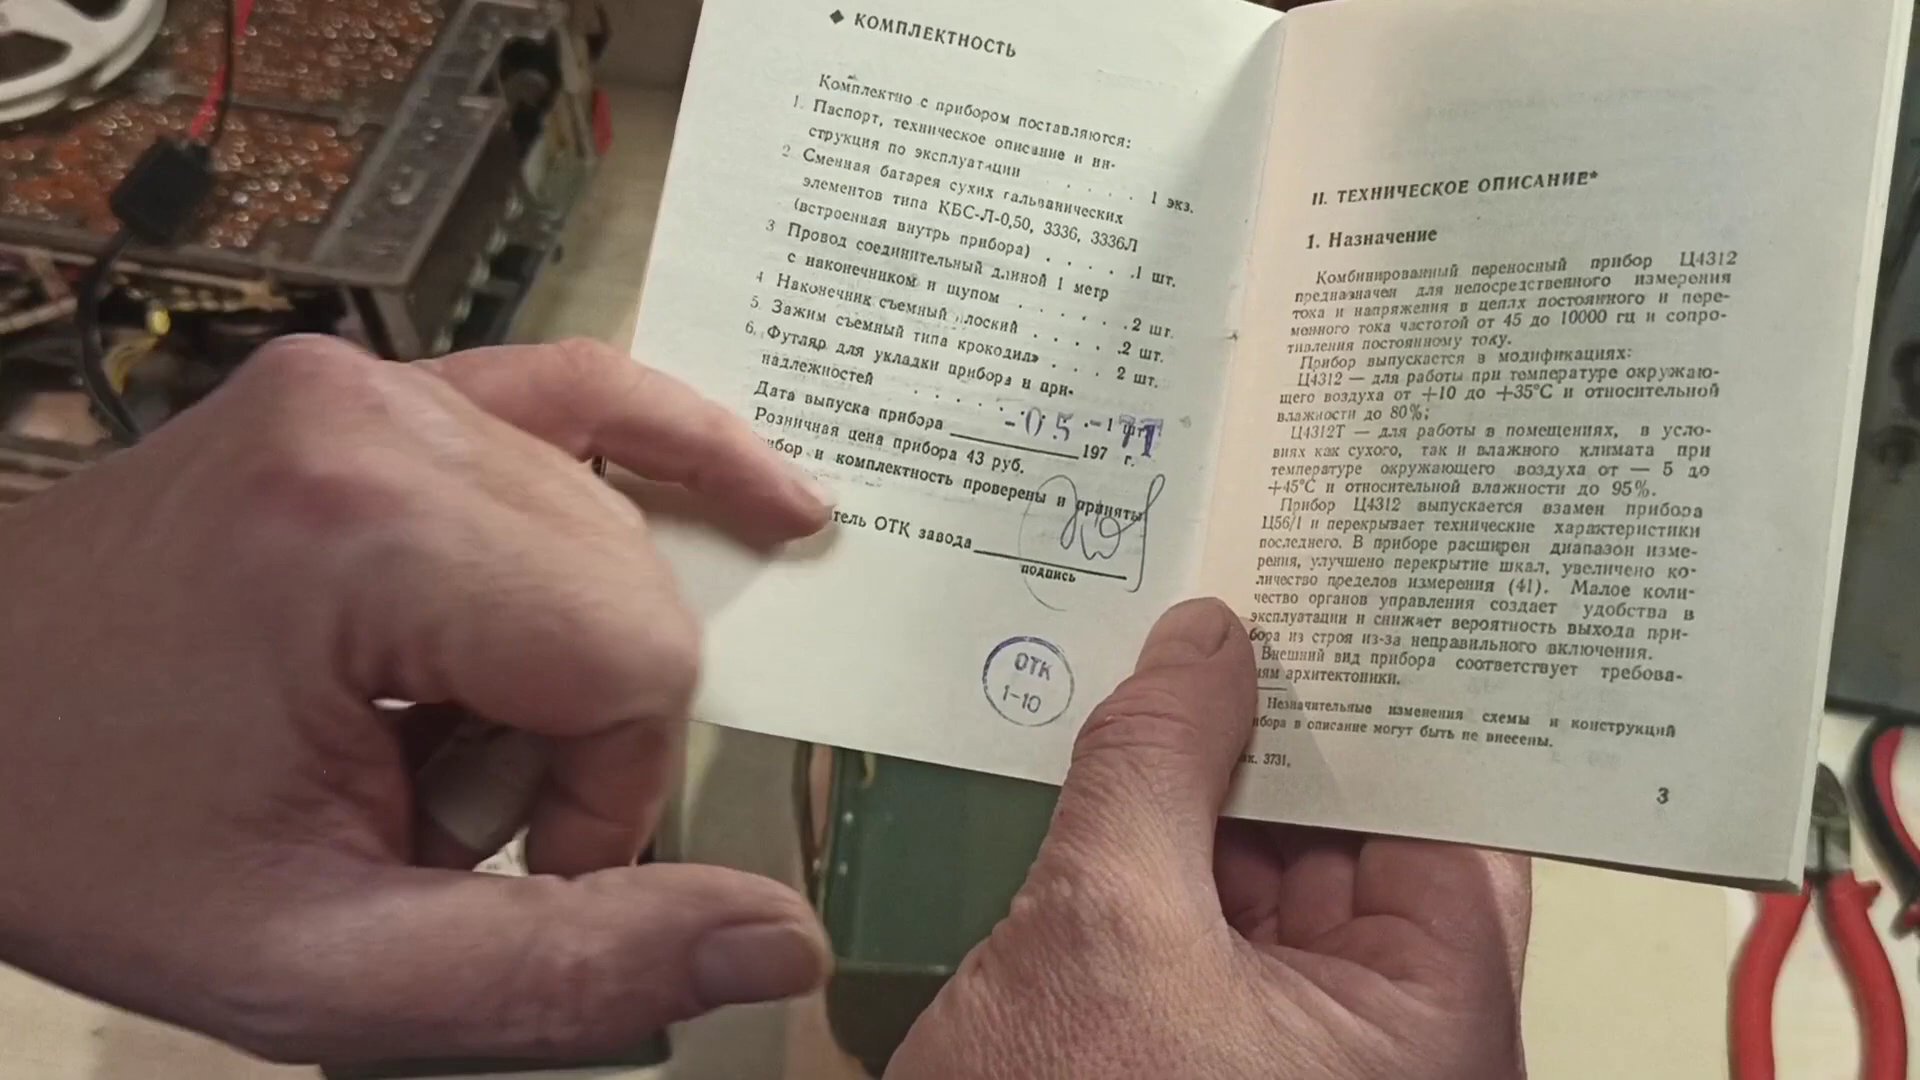 ◆ КОМПЛЕКТНОСТЬ
Комплектно с прибором поставляются:
1. Паспорт, техническое описание и ин-
струкция по эксплуатации . . . . 1 экз.
2 Сменная батарея сухих гальванических
элементов типа КБС-Л-0,50, 3336, 3336Л
(встроенная внутрь прибора) . . . . .1 шт.
3 Провод соединительный длиной 1 метр
с наконечником и щупом . . . . . .2 шт.
4 Наконечник съемный плоский . . . . .2 шт.
5. Зажим съемный типа крокодил» . . . 2 шт.
6. Футляр для укладки прибора и при-
надлежностей . . . . . . . .–1 шт.
Дата выпуска прибора -05- 197 77 г.
Розничная цена прибора 43 руб.
и комплектность проверены и приняты
ОТК завода
подпись
ОТК
1-10
II. ТЕХНИЧЕСКОЕ ОПИСАНИЕ*
1. Назначение
Комбинированный переносный прибор Ц4312
предназначен для непосредственного измерения
тока и напряжения в цепях постоянного и пере-
менного тока частотой от 45 до 10000 гц и сопро-
тивления постоянному току.
Прибор выпускается в модификациях:
Ц4312 — для работы при температуре окружаю-
щего воздуха от +10 до +35°С и относительной
влажности до 80%;
Ц4312Т — для работы в помещениях, в усло-
виях как сухого, так и влажного климата при
температуре окружающего воздуха от — 5 до
+45°С и относительной влажности до 95%.
Прибор Ц4312 выпускается взамен прибора
Ц56/1 и перекрывает технические характеристики
последнего. В приборе расширен диапазон изме-
рения, улучшено перекрытие шкал, увеличено ко-
личество пределов измерения (41). Малое коли-
чество органов управления создает удобства в
эксплуатации и снижает вероятность выхода при-
бора из строя из-за неправильного включения.
Внешний вид прибора соответствует требова-
ниям архитектоники.
Незначительные изменения схемы и конструкций
прибора в описание могут быть не внесены.
3731,
3